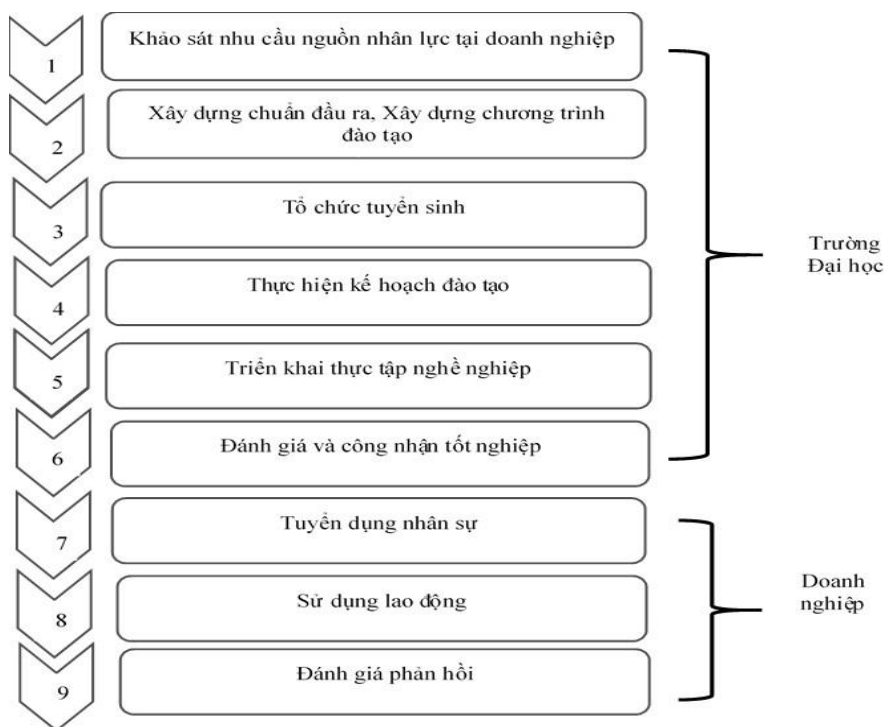 1
Khảo sát nhu cầu nguồn nhân lực tại doanh nghiệp
2
Xây dựng chuẩn đầu ra, Xây dựng chương trình
đào tạo
3
Tổ chức tuyển sinh
4
Thực hiện kế hoạch đào tạo
5
Triển khai thực tập nghề nghiệp
6
Đánh giá và công nhận tốt nghiệp
Trường
Đại học
7
Tuyển dụng nhân sự
8
Sử dụng lao động
9
Đánh giá phản hồi
Doanh
nghiệp